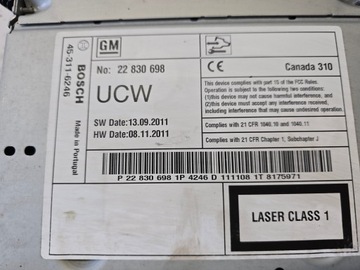 BOSCH
45-311-6246
Made in Portugal
GM
No: 22 830 698
UCW
SW Date:13.09.2011
HW Date:08.11.2011
CE
Canada 310
This device complies with part 15 of the FCC Rules.
Operation is subject to the following two conditions:
(1) this device may not cause harmful interference, and
(2) this device must accept any interference received,
including interference that may cause undesired operation.
Complies with 21 CFR 1040.10 and 1040.11
Complies with 21 CFR Chapter 1, Subchapter J
P 22 830 698 1P 4246 D 111108 1T 8175971
LASER CLASS 1